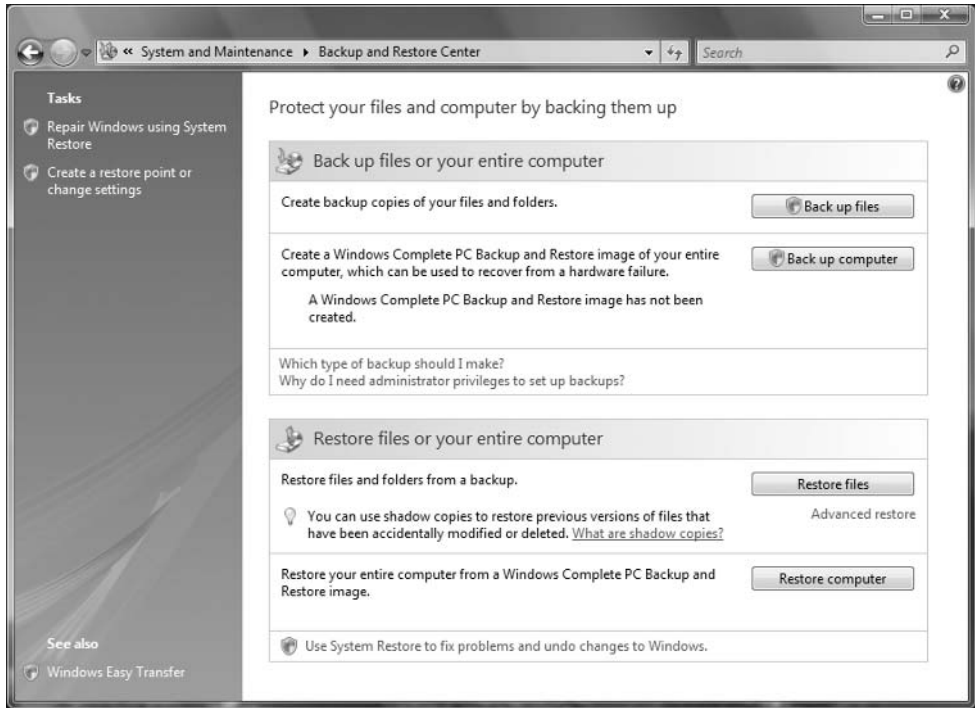 « System and Maintenance ▸ Backup and Restore Center
Search
Tasks
Repair Windows using System
Restore
Create a restore point or
change settings
See also
Windows Easy Transfer
Protect your files and computer by backing them up
Back up files or your entire computer
Create backup copies of your files and folders.
Back up files
Create a Windows Complete PC Backup and Restore image of your entire
computer, which can be used to recover from a hardware failure.
Back up computer
A Windows Complete PC Backup and Restore image has not been
created.
Which type of backup should I make?
Why do I need administrator privileges to set up backups?
Restore files or your entire computer
Restore files and folders from a backup.
Restore files
You can use shadow copies to restore previous versions of files that
have been accidentally modified or deleted. What are shadow copies?
Advanced restore
Restore your entire computer from a Windows Complete PC Backup and
Restore image.
Restore computer
Use System Restore to fix problems and undo changes to Windows.